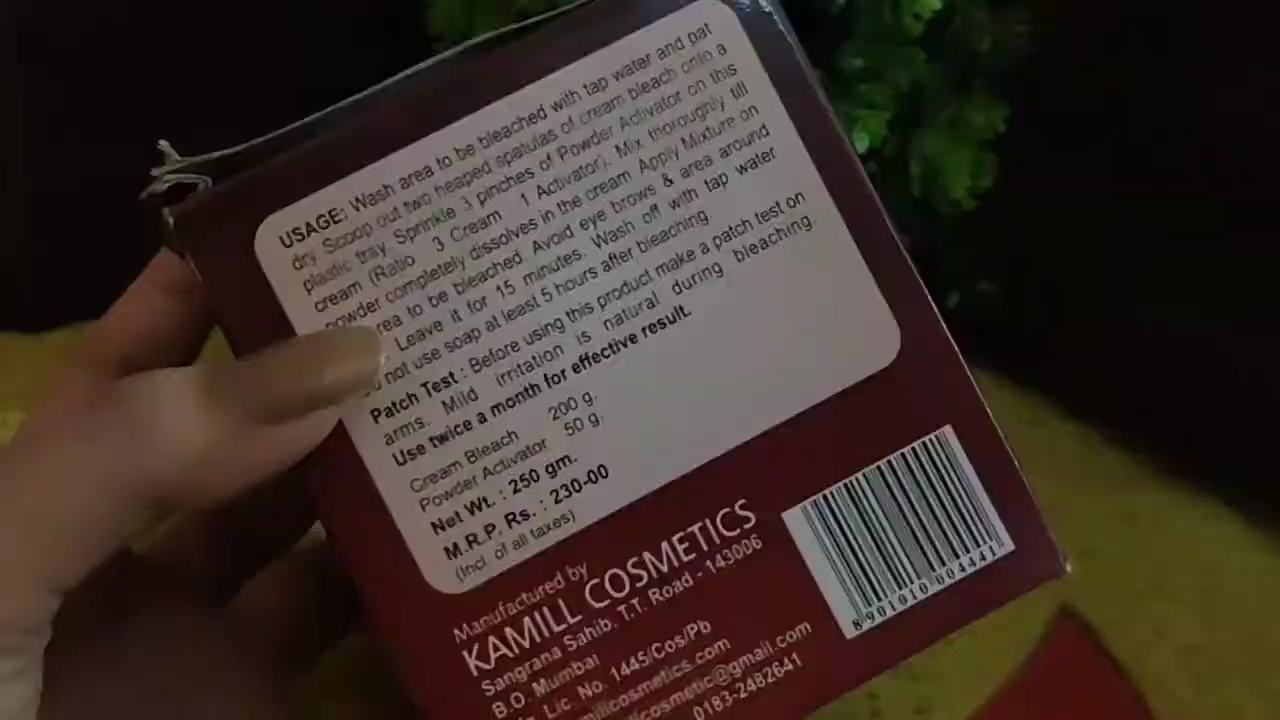 USAGE: Wash area to be bleached with tap water and pat
dry. Scoop out two heaped spatulas of cream bleach onto a
plastic tray. Sprinkle 3 pinches of Powder Activator on this
cream (Ratio 3 Cream 1 Activator). Mix thoroughly till
powder completely dissolves in the cream Apply Mixture on
rea to be bleached. Avoid eye brows & area around
Leave it for 15 minutes. Wash off with tap water
not use soap at least 5 hours after bleaching.
Patch Test : Before using this product make a patch test on
arms. Mild irritation is natural during bleaching.
Use twice a month for effective result.
Cream Bleach 200 g.
Powder Activator 50 g.
Net Wt. : 250 gm.
M.R.P. Rs. : 230-00
(Incl. of all taxes)
Manufactured by
KAMILL COSMETICS
Sangrana Sahib, T.T. Road - 143006
B.O. Mumbai
Lic. No. 1445/Cos/Pb
millcosmetics.com
llcosmetic@gmail.com
0183-2482641
8 901010 004441